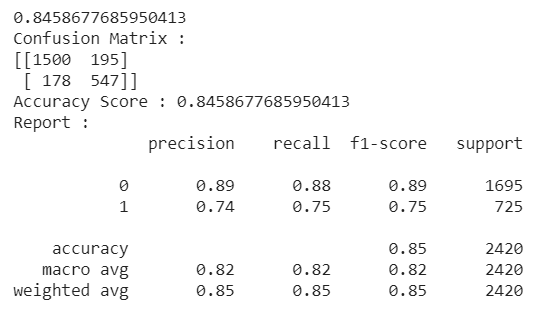 0.8458677685950413
Confusion Matrix :
[[1500  195]
 [ 178  547]]
Accuracy Score : 0.8458677685950413
Report :
              precision    recall  f1-score   support

           0       0.89      0.88      0.89      1695
           1       0.74      0.75      0.75       725

    accuracy                           0.85      2420
   macro avg       0.82      0.82      0.82      2420
weighted avg       0.85      0.85      0.85      2420